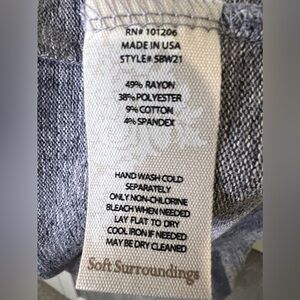 RN# 101206
MADE IN USA
STYLE# SBW21
49% RAYON
38% POLYESTER
9% COTTON
4% SPANDEX
HAND WASH COLD
SEPARATELY
ONLY NON-CHLORINE
BLEACH WHEN NEEDED
LAY FLAT TO DRY
COOL IRON IF NEEDED
MAY BE DRY CLEANED
Soft Surroundings